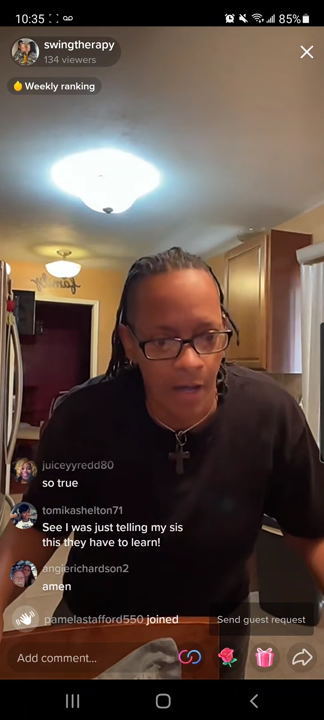 10:35
85%
swingtherapy
134 viewers
Weekly ranking
family
juiceyyredd80
so true
tomikashelton71
See I was just telling my sis
this they have to learn!
angierichardson2
amen
pamelastafford550 joined
Send guest request
Add comment...